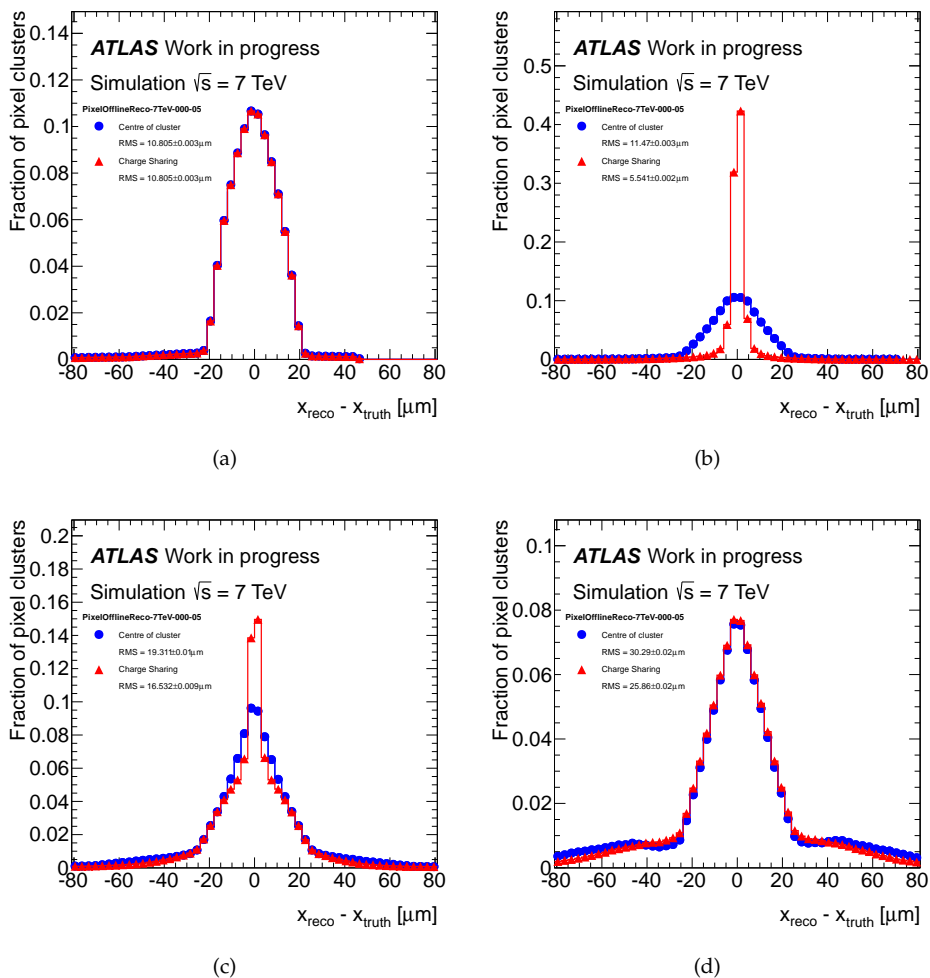 Fraction of pixel clusters
0.14
0.12
0.1
0.08
0.06
0.04
0.02
0
ATLAS Work in progress
Simulation √s = 7 TeV
PixelOfflineReco-7TeV-000-05
Centre of cluster
RMS = 10.805±0.003μm
Charge Sharing
RMS = 10.805±0.003μm
-80 -60 -40 -20 0 20 40 60 80
x_reco - x_truth [μm]
(a)
Fraction of pixel clusters
0.5
0.4
0.3
0.2
0.1
0
ATLAS Work in progress
Simulation √s = 7 TeV
PixelOfflineReco-7TeV-000-05
Centre of cluster
RMS = 11.47±0.003μm
Charge Sharing
RMS = 5.541±0.002μm
-80 -60 -40 -20 0 20 40 60 80
x_reco - x_truth [μm]
(b)
Fraction of pixel clusters
0.2
0.18
0.16
0.14
0.12
0.1
0.08
0.06
0.04
0.02
0
ATLAS Work in progress
Simulation √s = 7 TeV
PixelOfflineReco-7TeV-000-05
Centre of cluster
RMS = 19.311±0.01μm
Charge Sharing
RMS = 16.532±0.009μm
-80 -60 -40 -20 0 20 40 60 80
x_reco - x_truth [μm]
(c)
Fraction of pixel clusters
0.1
0.08
0.06
0.04
0.02
0
ATLAS Work in progress
Simulation √s = 7 TeV
PixelOfflineReco-7TeV-000-05
Centre of cluster
RMS = 30.29±0.02μm
Charge Sharing
RMS = 25.86±0.02μm
-80 -60 -40 -20 0 20 40 60 80
x_reco - x_truth [μm]
(d)